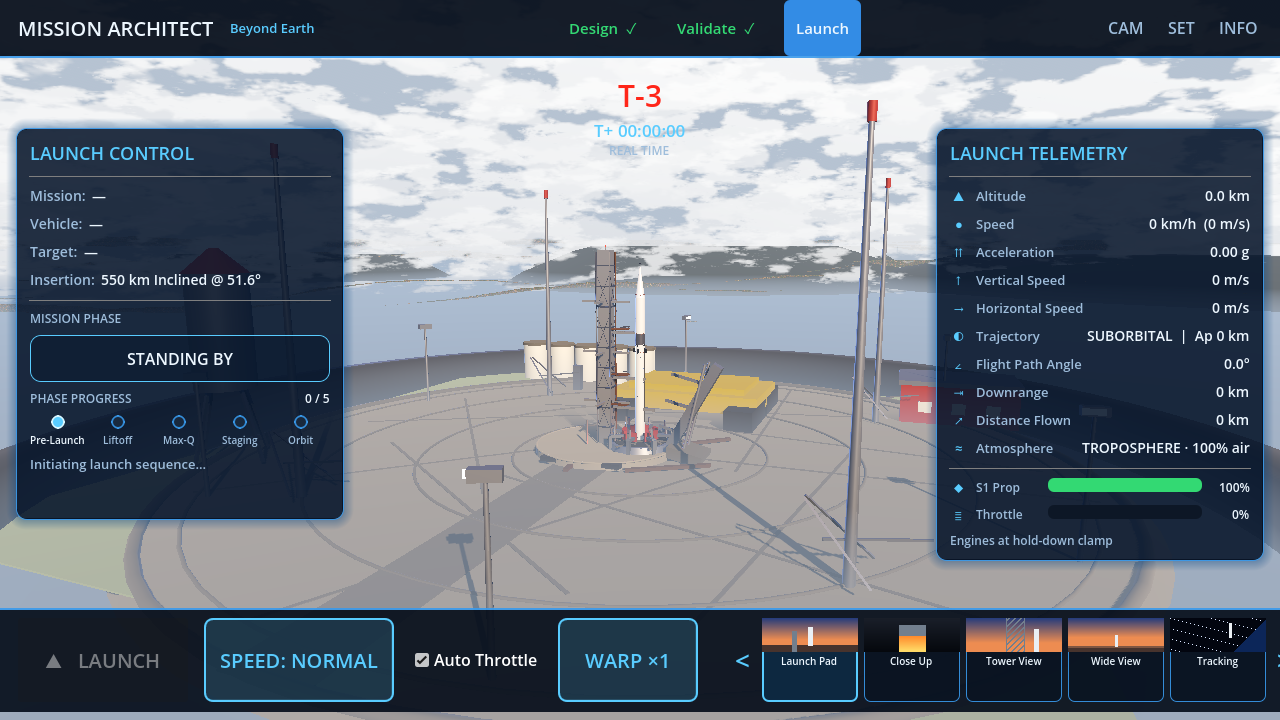 MISSION ARCHITECT
Beyond Earth
Design ✓
Validate ✓
Launch
CAM
SET
INFO
T-3
T+ 00:00:00
REAL TIME
LAUNCH CONTROL
Mission: —
Vehicle: —
Target: —
Insertion: 550 km Inclined @ 51.6°
MISSION PHASE
STANDING BY
PHASE PROGRESS 0 / 5
Pre-Launch Liftoff Max-Q Staging Orbit
Initiating launch sequence...
LAUNCH TELEMETRY
Altitude 0.0 km
Speed 0 km/h (0 m/s)
Acceleration 0.00 g
Vertical Speed 0 m/s
Horizontal Speed 0 m/s
Trajectory SUBORBITAL | Ap 0 km
Flight Path Angle 0.0°
Downrange 0 km
Distance Flown 0 km
Atmosphere TROPOSPHERE · 100% air
S1 Prop 100%
Throttle 0%
Engines at hold-down clamp
▲ LAUNCH
SPEED: NORMAL
Auto Throttle
WARP ×1
<
Launch Pad
Close Up
Tower View
Wide View
Tracking